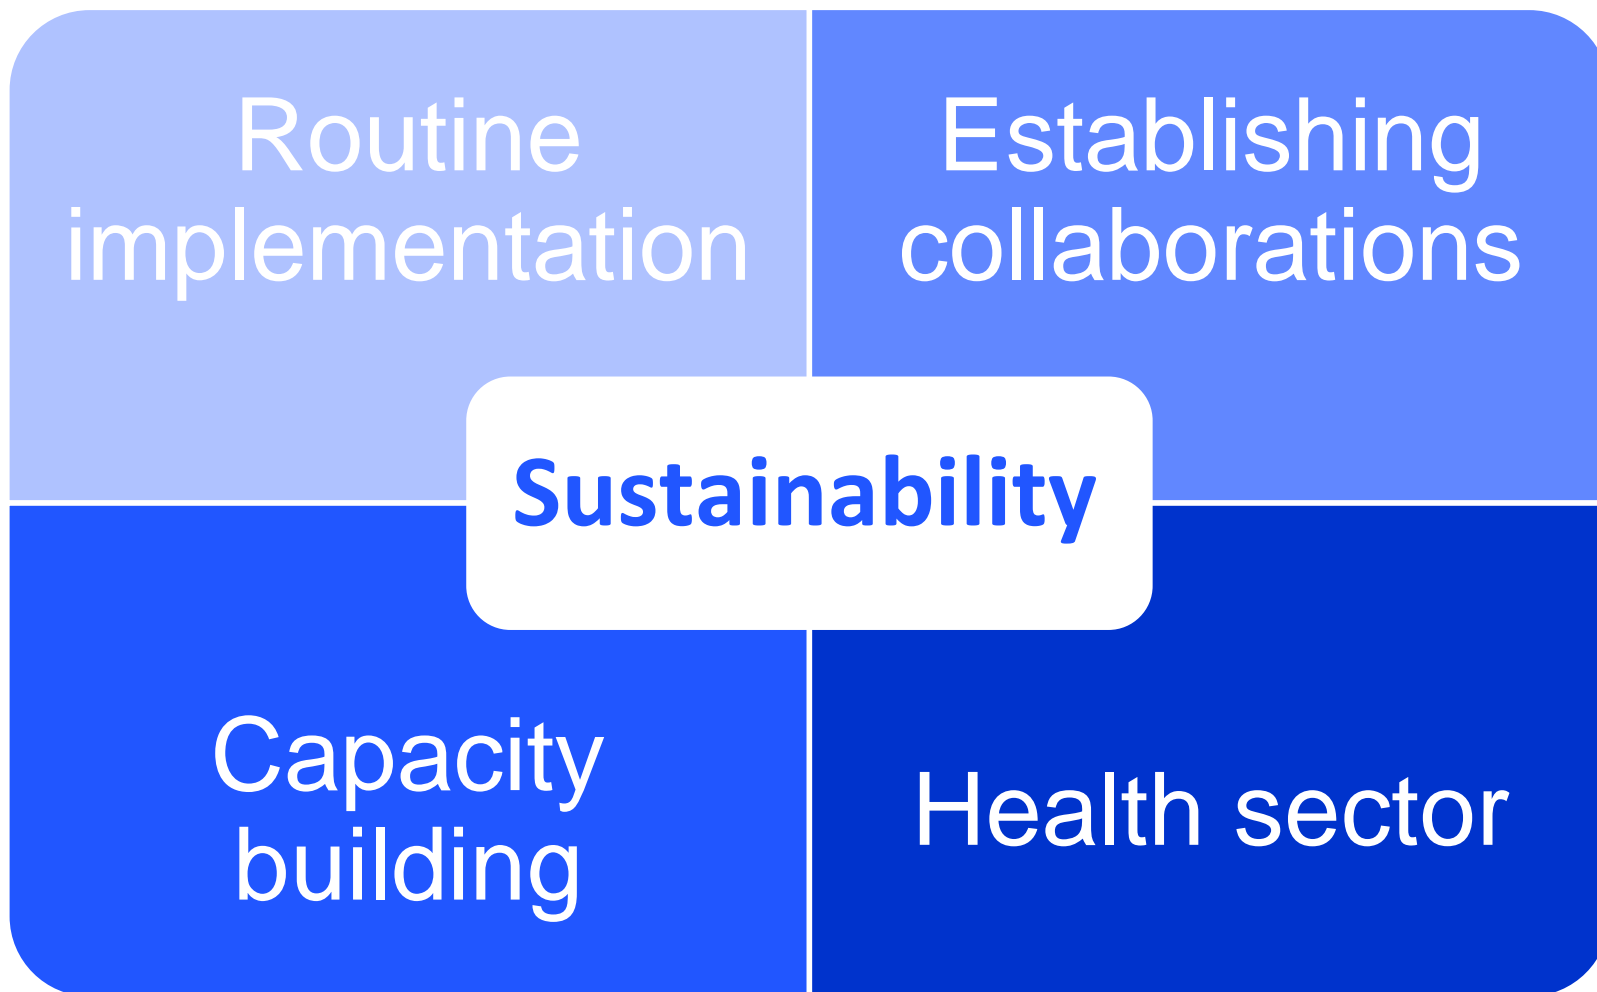 Routine
implementation
Establishing
collaborations
Sustainability
Capacity
building
Health sector